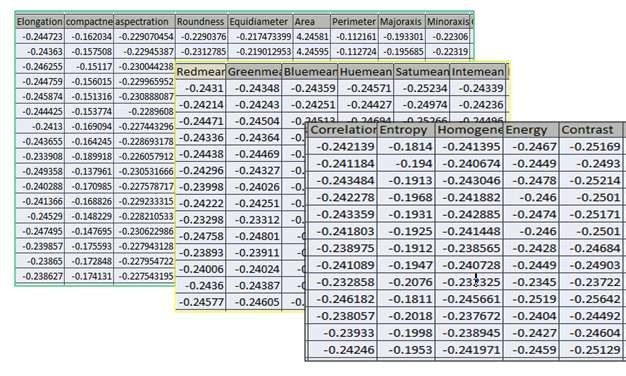 Elongation compactne aspectration Roundness Equidiameter Area Perimeter Majoraxis Minoraxis
-0.244723 -0.162034 -0.229070454 -0.2290376 -0.217473399 4.24581 -0.112161 -0.193301 -0.22306
-0.24363 -0.157508 -0.22945387 -0.2312785 -0.219012953 4.24595 -0.112724 -0.195685 -0.22319
-0.246255 -0.15117 -0.230044238
-0.244759 -0.156015 -0.229965952
-0.245874 -0.151316 -0.230888087
-0.244425 -0.153774 -0.2289608
-0.2413 -0.169094 -0.227443296
-0.243655 -0.164245 -0.228693178
-0.233908 -0.189918 -0.226057912
-0.249358 -0.137961 -0.230531666
-0.240288 -0.170985 -0.227578717
-0.241366 -0.168826 -0.229233315
-0.24529 -0.148229 -0.228210533
-0.247495 -0.147695 -0.230622986
-0.239857 -0.175593 -0.227943128
-0.23865 -0.172868 -0.227954722
-0.238627 -0.174131 -0.227543195
Redmear Greenme Bluemean Huemean Satumean Intemean
-0.2431 -0.24348 -0.24359 -0.24571 -0.25234 -0.24339
-0.24214 -0.24243 -0.24251 -0.24427 -0.24974 -0.24236
-0.24471 -0.24504 -0.24513 -0.24694 -0.25266 -0.24496
-0.24336 -0.24364
-0.24438 -0.24469
-0.24296 -0.24327
-0.23998 -0.24026
-0.24222 -0.24251
-0.23298 -0.23312
-0.24758 -0.24801
-0.23893 -0.23911
-0.24006 -0.24024
-0.2436 -0.24387
-0.24577 -0.24605
Correlation Entropy Homogene Energy Contrast
-0.242139 -0.1814 -0.241395 -0.2467 -0.25169
-0.241184 -0.194 -0.240674 -0.2449 -0.2493
-0.243484 -0.1913 -0.243046 -0.2478 -0.25214
-0.242278 -0.1968 -0.241882 -0.246 -0.2501
-0.243359 -0.1931 -0.242885 -0.2474 -0.25171
-0.241803 -0.1925 -0.241448 -0.246 -0.2501
-0.238975 -0.1912 -0.238565 -0.2428 -0.24684
-0.241089 -0.1947 -0.240728 -0.2449 -0.24903
-0.232858 -0.2076 -0.232325 -0.2345 -0.23722
-0.246182 -0.1811 -0.245661 -0.2519 -0.25642
-0.238057 -0.2018 -0.237672 -0.2404 -0.24492
-0.23933 -0.1998 -0.238945 -0.2427 -0.24604
-0.24246 -0.1953 -0.241971 -0.2459 -0.25129